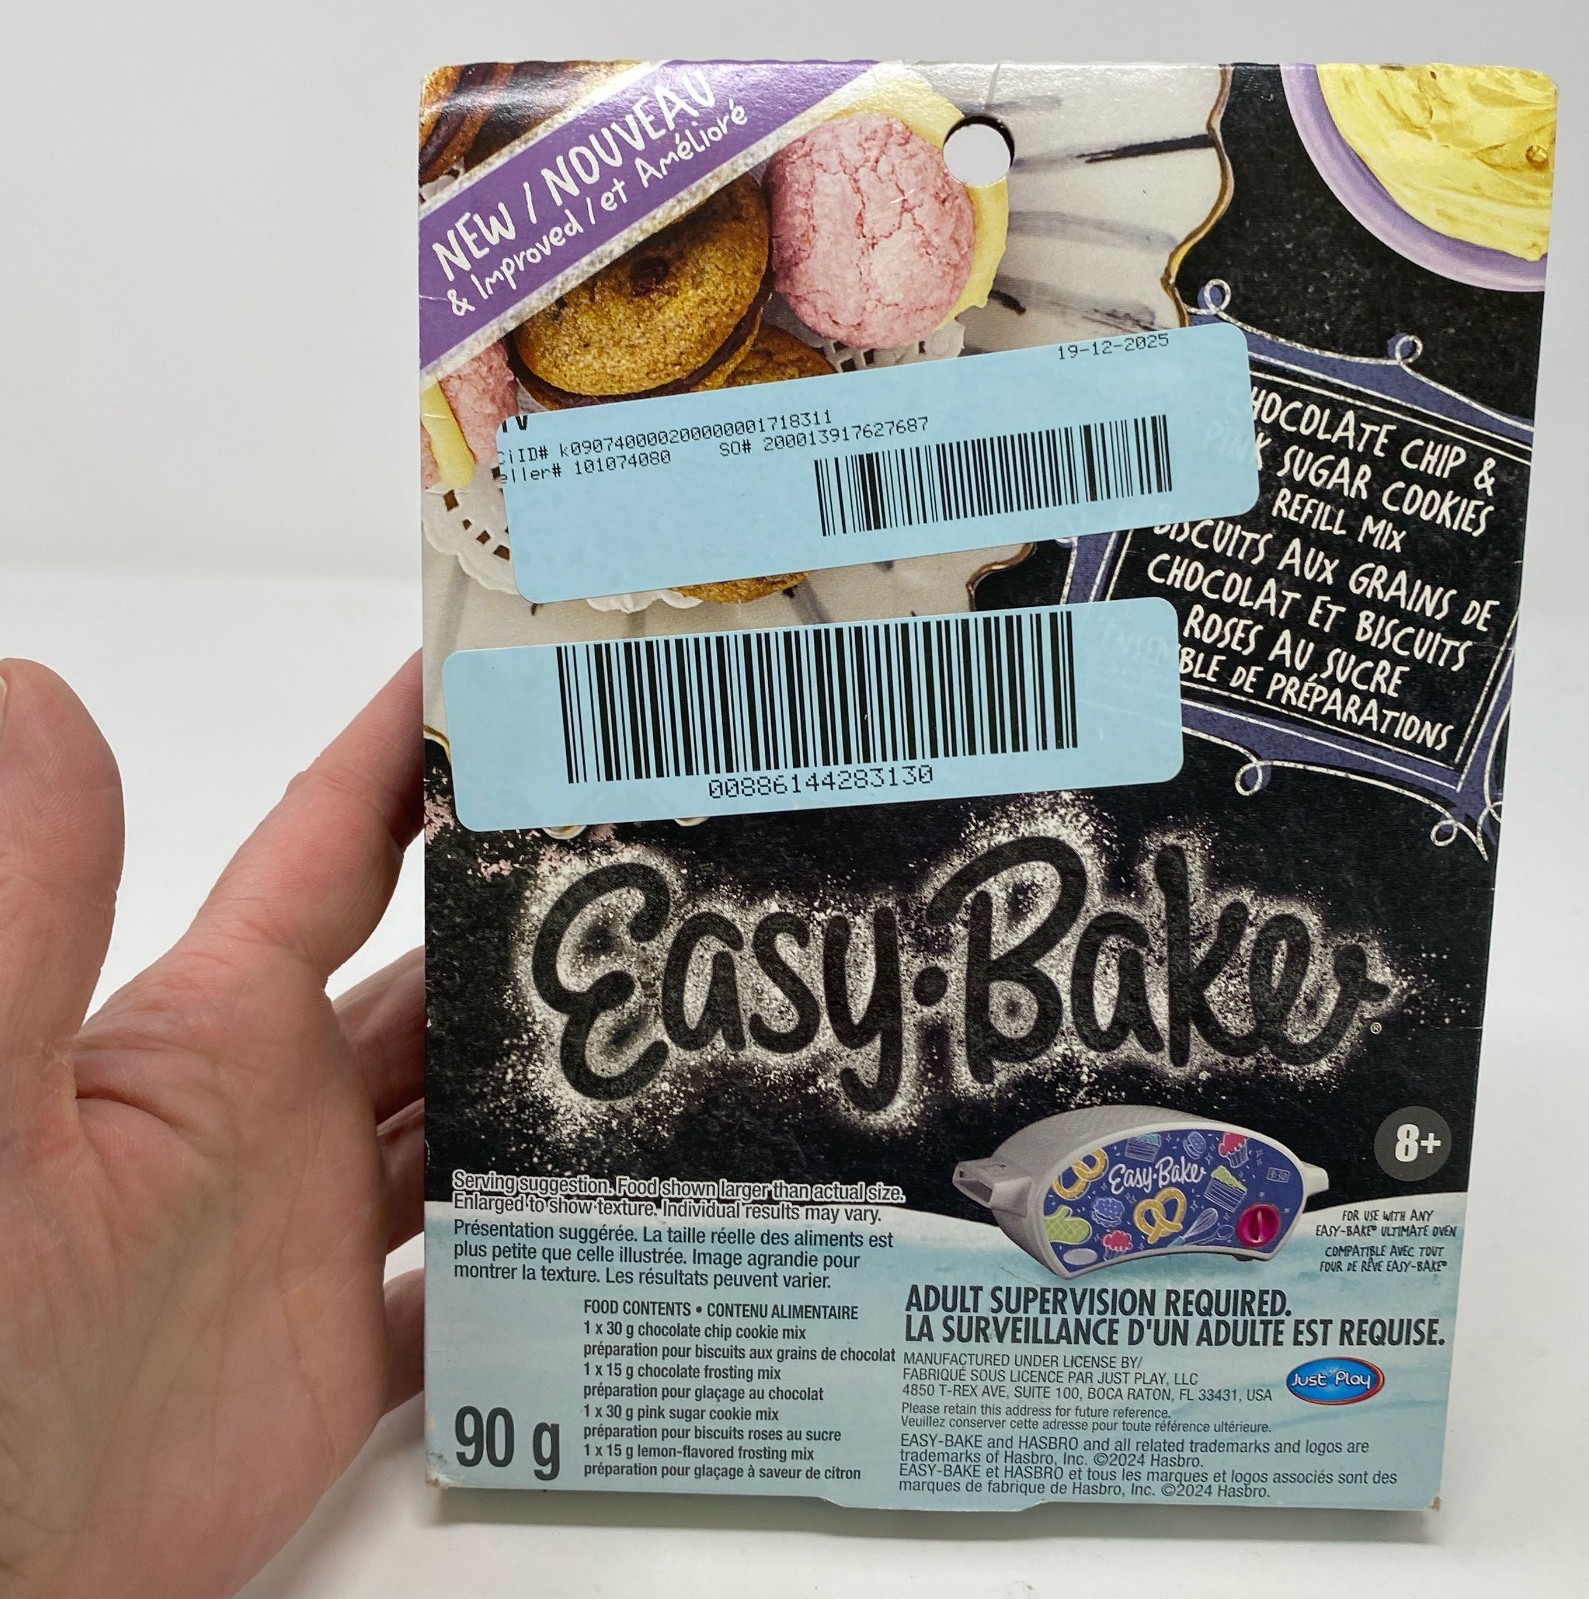 NEW / NOUVEAU
& Improved / et Amélioré
19-12-2025
ID# k0907400002000000001718311
SO# 200013917627687
eller# 101074080
HOCOLATE CHIP &
PINK SUGAR COOKIES
REFILL MIX
BISCUITS AUX GRAINS DE
CHOCOLAT ET BISCUITS
ROSES AU SUCRE
ENSEMBLE DE PRÉPARATIONS
00886144283130
Easy-Bake®
8+
Easy-Bake
Serving suggestion. Food shown larger than actual size.
Enlarged to show texture. Individual results may vary.
Présentation suggérée. La taille réelle des aliments est
plus petite que celle illustrée. Image agrandie pour
montrer la texture. Les résultats peuvent varier.
FOR USE WITH ANY
EASY-BAKE® ULTIMATE OVEN
COMPATIBLE AVEC TOUT
FOUR DE RÊVE EASY-BAKE®
FOOD CONTENTS • CONTENU ALIMENTAIRE
1 x 30 g chocolate chip cookie mix
préparation pour biscuits aux grains de chocolat
1 x 15 g chocolate frosting mix
préparation pour glaçage au chocolat
1 x 30 g pink sugar cookie mix
préparation pour biscuits roses au sucre
1 x 15 g lemon-flavored frosting mix
préparation pour glaçage à saveur de citron
90 g
ADULT SUPERVISION REQUIRED.
LA SURVEILLANCE D'UN ADULTE EST REQUISE.
MANUFACTURED UNDER LICENSE BY/
FABRIQUÉ SOUS LICENCE PAR JUST PLAY, LLC
4850 T-REX AVE, SUITE 100, BOCA RATON, FL 33431, USA
Just Play
Please retain this address for future reference.
Veuillez conserver cette adresse pour toute référence ultérieure.
EASY-BAKE and HASBRO and all related trademarks and logos are
trademarks of Hasbro, Inc. ©2024 Hasbro.
EASY-BAKE et HASBRO et tous les marques et logos associés sont des
marques de fabrique de Hasbro, Inc. ©2024 Hasbro.